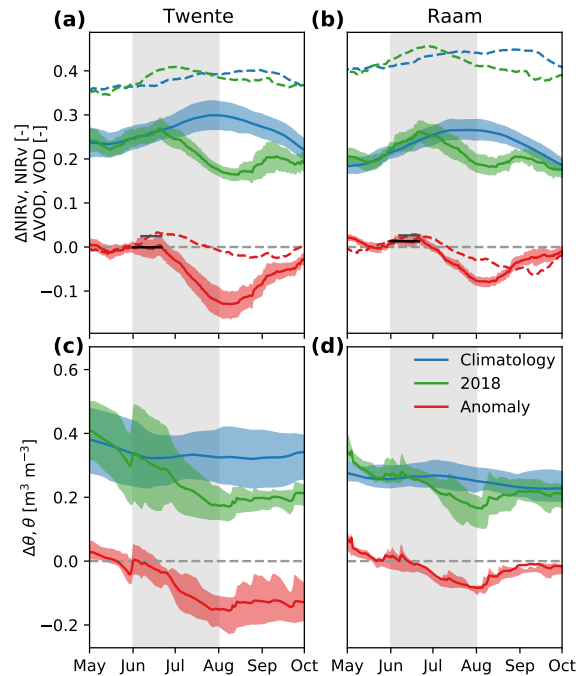 (a) Twente (b) Raam
ΔNIRv, NIRv [-]
ΔVOD, VOD [-]
0.4
0.3
0.2
0.1
0.0
−0.1
(c) (d)
Δθ, θ [m³ m⁻³]
0.6
0.4
0.2
0.0
−0.2
Climatology
2018
Anomaly
May Jun Jul Aug Sep Oct
May Jun Jul Aug Sep Oct